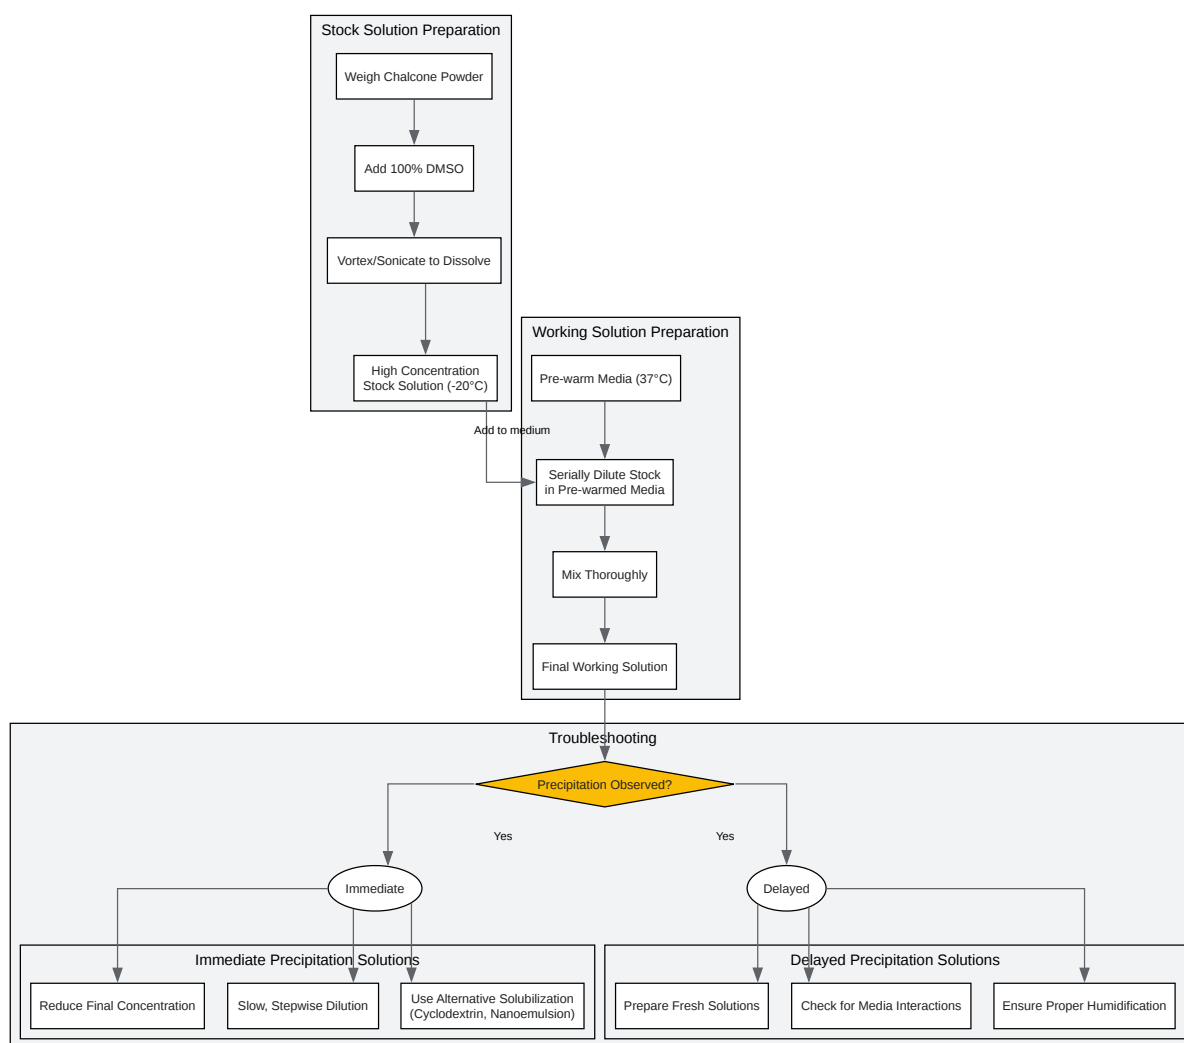 Stock Solution Preparation
Weigh Chalcone Powder
Add 100% DMSO
Vortex/Sonicate to Dissolve
High Concentration
Stock Solution (-20°C)
Add to medium
Working Solution Preparation
Pre-warm Media (37°C)
Serially Dilute Stock
in Pre-warmed Media
Mix Thoroughly
Final Working Solution
Troubleshooting
Precipitation Observed?
Yes
Yes
Immediate
Delayed
Immediate Precipitation Solutions
Reduce Final Concentration
Slow, Stepwise Dilution
Use Alternative Solubilization
(Cyclodextrin, Nanoemulsion)
Delayed Precipitation Solutions
Prepare Fresh Solutions
Check for Media Interactions
Ensure Proper Humidification